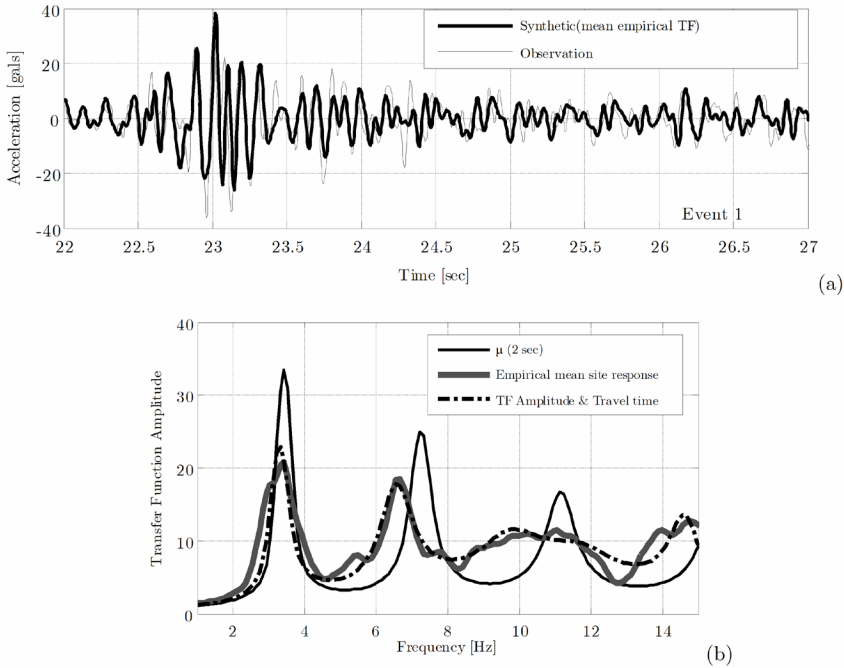 40
20
0
-20
-40
Acceleration [gals]
Synthetic(mean empirical TF)
Observation
Event 1
22 22.5 23 23.5 24 24.5 25 25.5 26 26.5 27
Time [sec]
(a)
40
30
20
10
0
Transfer Function Amplitude
μ (2 sec)
Empirical mean site response
TF Amplitude & Travel time
2 4 6 8 10 12 14
Frequency [Hz]
(b)